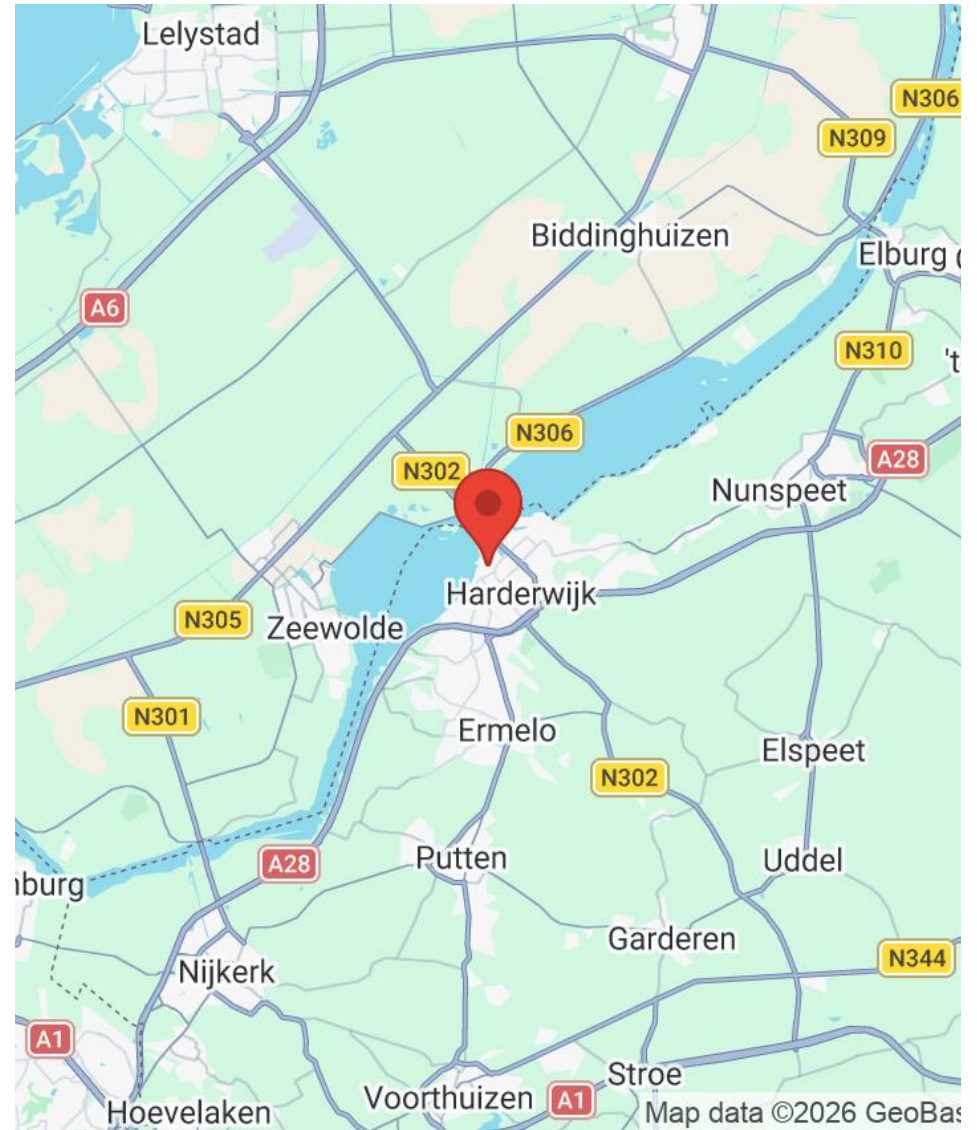 Lelystad
N306
N309
Biddinghuizen
Elburg
A6
N310
't
N306
A28
N302
Nunspeet
Harderwijk
N305
Zeewolde
N301
Ermelo
Elspeet
N302
A28
Putten
Uddel
nburg
Garderen
N344
Nijkerk
A1
Stroe
Voorthuizen
A1
Hoevelaken
Map data ©2026 GeoBas